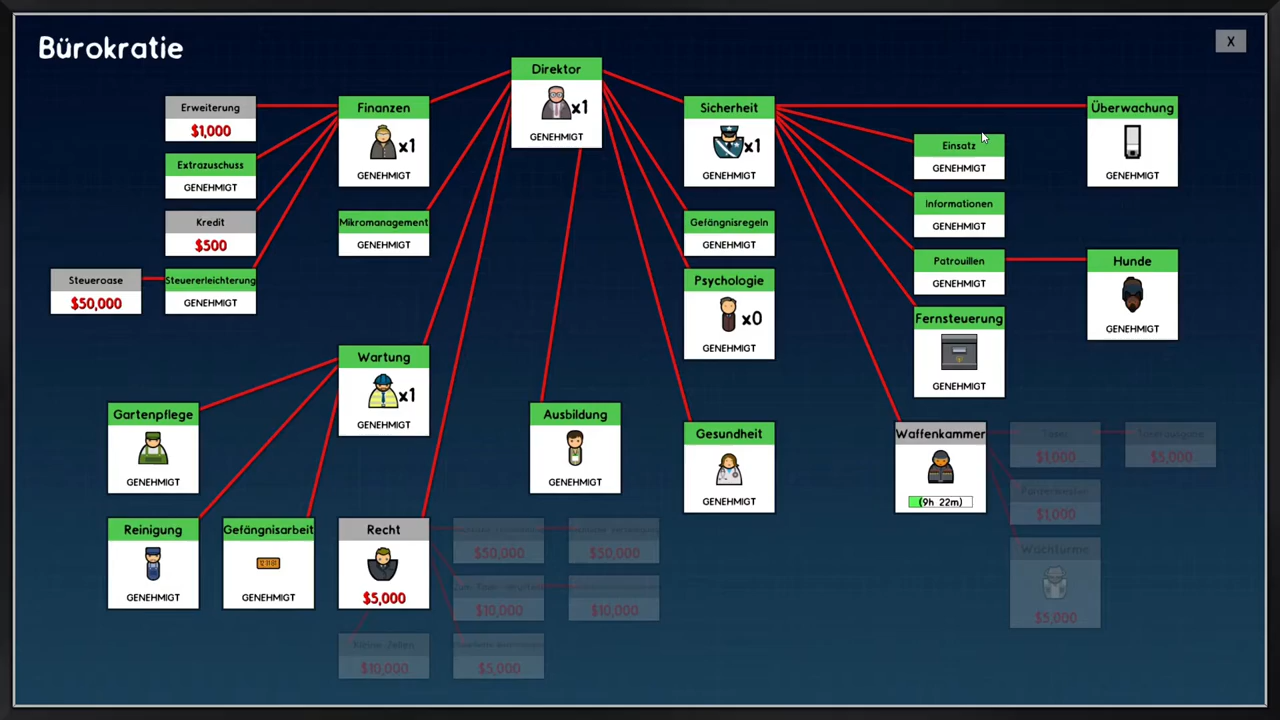 Bürokratie
X
Direktor
x1
GENEHMIGT
Erweiterung
$1,000
Finanzen
x1
GENEHMIGT
Sicherheit
x1
GENEHMIGT
Überwachung
GENEHMIGT
Einsatz
GENEHMIGT
Extrazuschuss
GENEHMIGT
Informationen
GENEHMIGT
Kredit
$500
Mikromanagement
GENEHMIGT
Gefängnisregeln
GENEHMIGT
Patrouillen
GENEHMIGT
Hunde
GENEHMIGT
Steueroase
$50,000
Steuererleichterung
GENEHMIGT
Psychologie
x0
GENEHMIGT
Fernsteuerung
GENEHMIGT
Wartung
x1
GENEHMIGT
Gartenpflege
GENEHMIGT
Ausbildung
GENEHMIGT
Gesundheit
GENEHMIGT
Waffenkammer
(9h 22m)
Taser
$1,000
$5,000
$1,000
Reinigung
GENEHMIGT
Gefängnisarbeit
GENEHMIGT
Recht
$5,000
$50,000
$50,000
Wachtürme
$5,000
$10,000
$10,000
Kleine Zellen
$10,000
$5,000